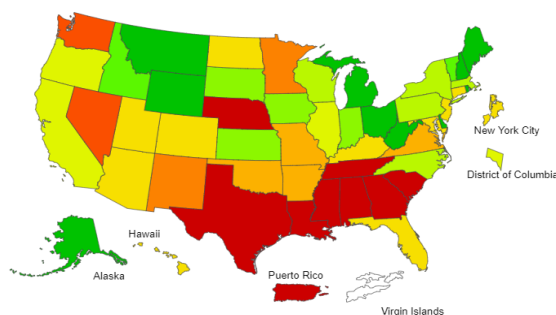 New York City
District of Columbia
Hawaii
Alaska
Puerto Rico
Virgin Islands